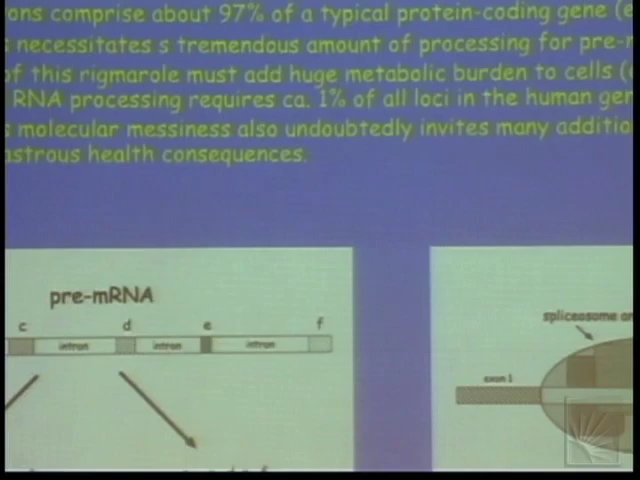 ons comprise about 97% of a typical protein-coding gene (e
s necessitates s tremendous amount of processing for pre-r
of this rigmarole must add huge metabolic burden to cells (
RNA processing requires ca. 1% of all loci in the human gen
s molecular messiness also undoubtedly invites many additio
astrous health consequences.
pre-mRNA
c d e f
intron intron intron
spliceosome
exon 1